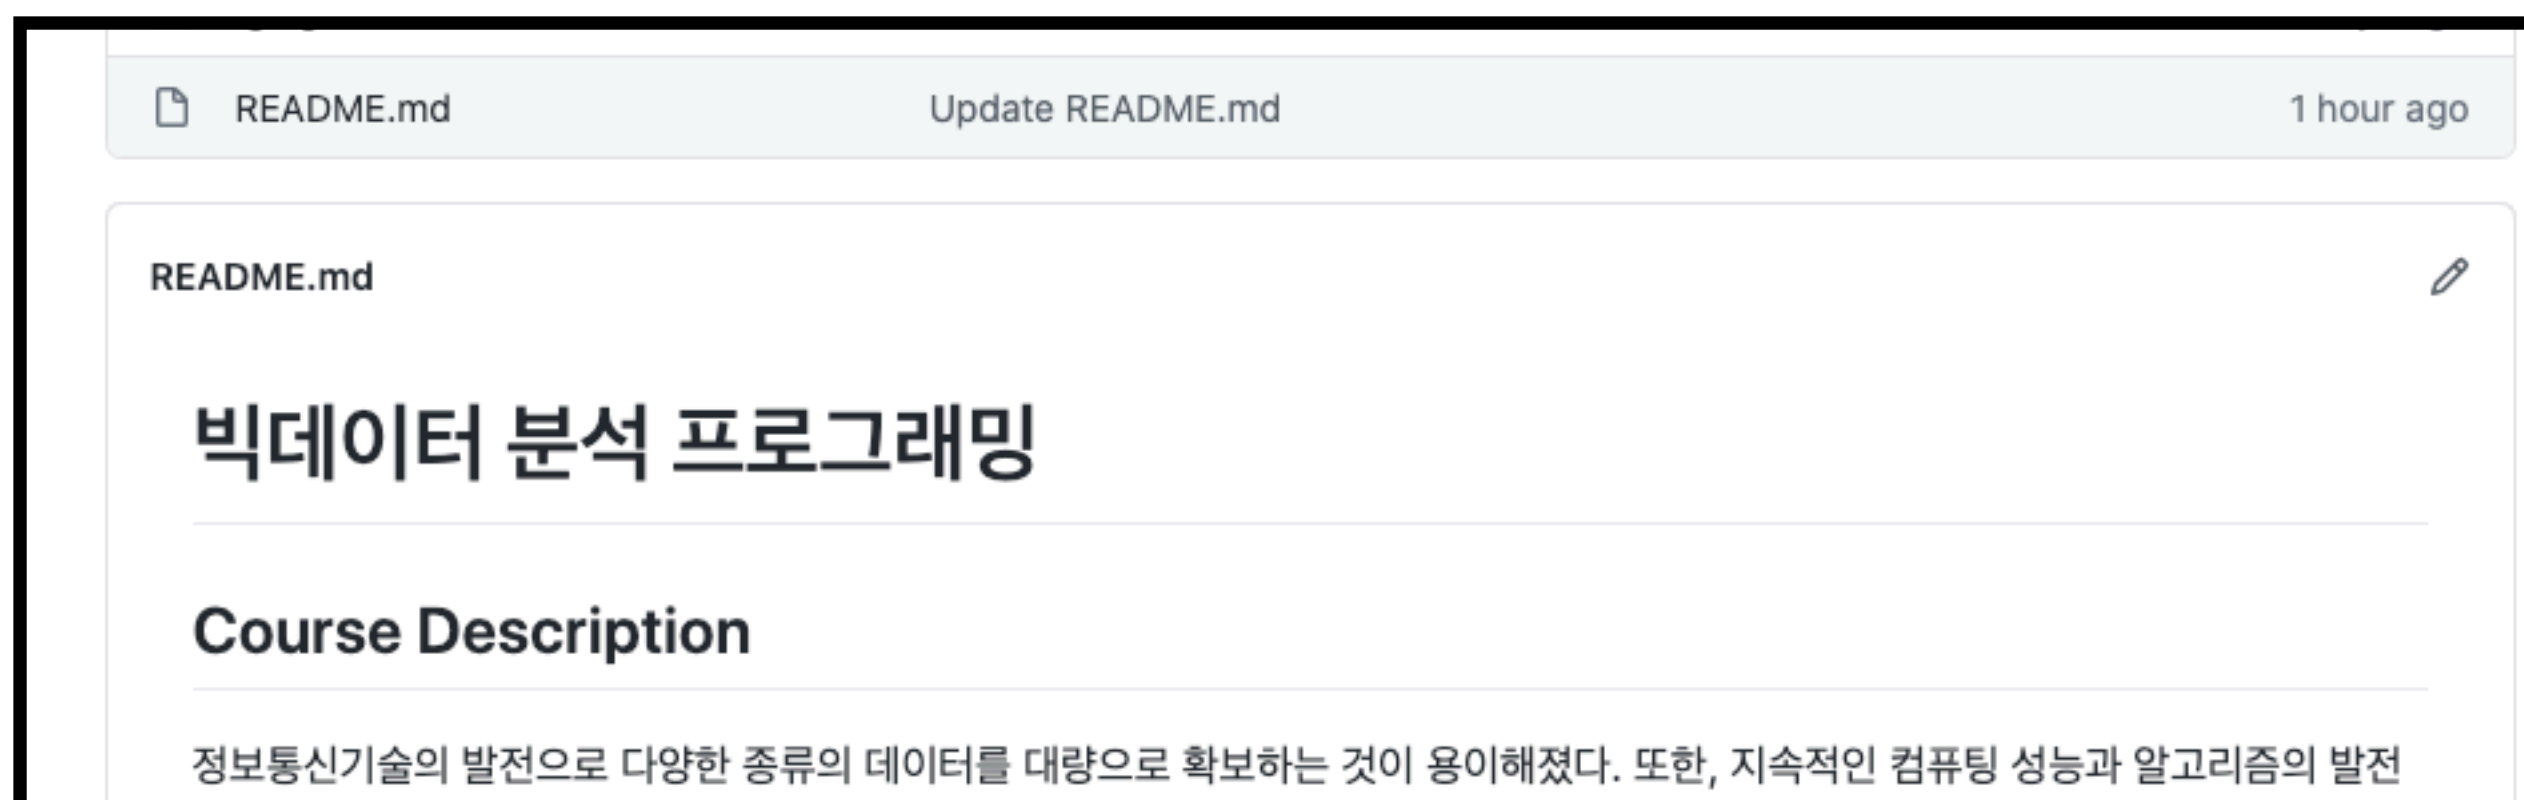 README.md Update README.md 1 hour ago
README.md
빅데이터 분석 프로그래밍
Course Description
정보통신기술의 발전으로 다양한 종류의 데이터를 대량으로 확보하는 것이 용이해졌다. 또한, 지속적인 컴퓨팅 성능과 알고리즘의 발전